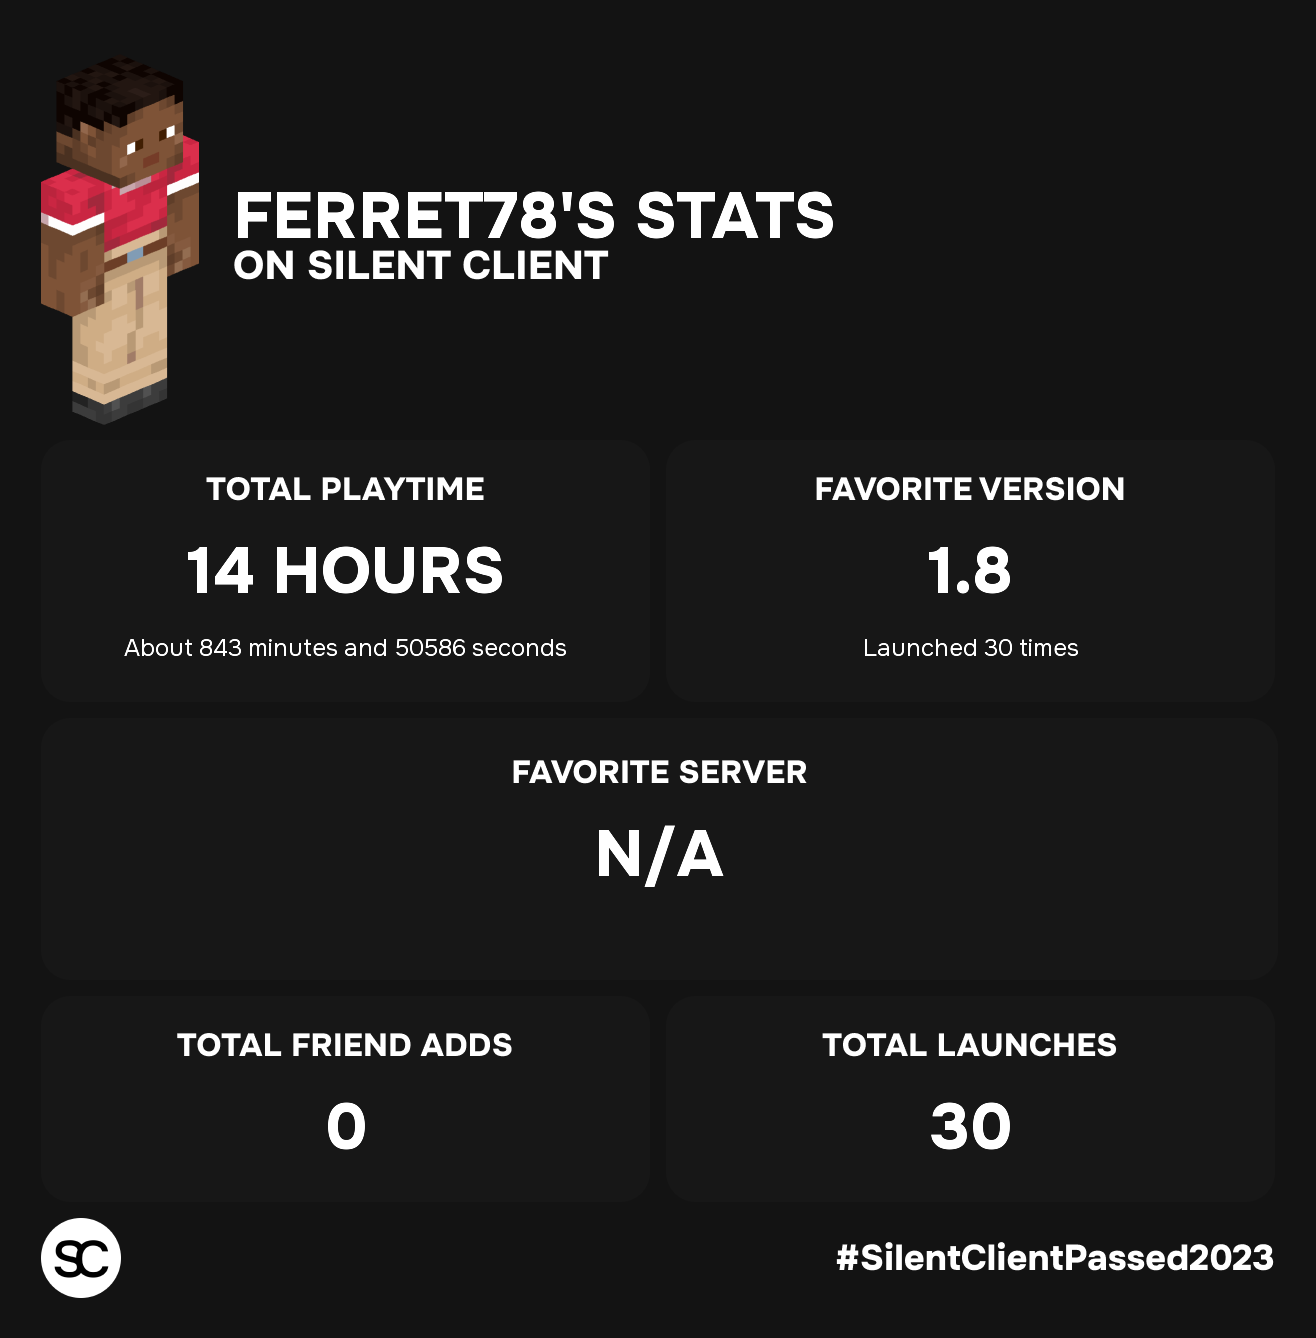 FERRET78'S STATS
ON SILENT CLIENT
TOTAL PLAYTIME
14 HOURS
About 843 minutes and 50586 seconds
FAVORITE VERSION
1.8
Launched 30 times
FAVORITE SERVER
N/A
TOTAL FRIEND ADDS
0
TOTAL LAUNCHES
30
SC
#SilentClientPassed2023